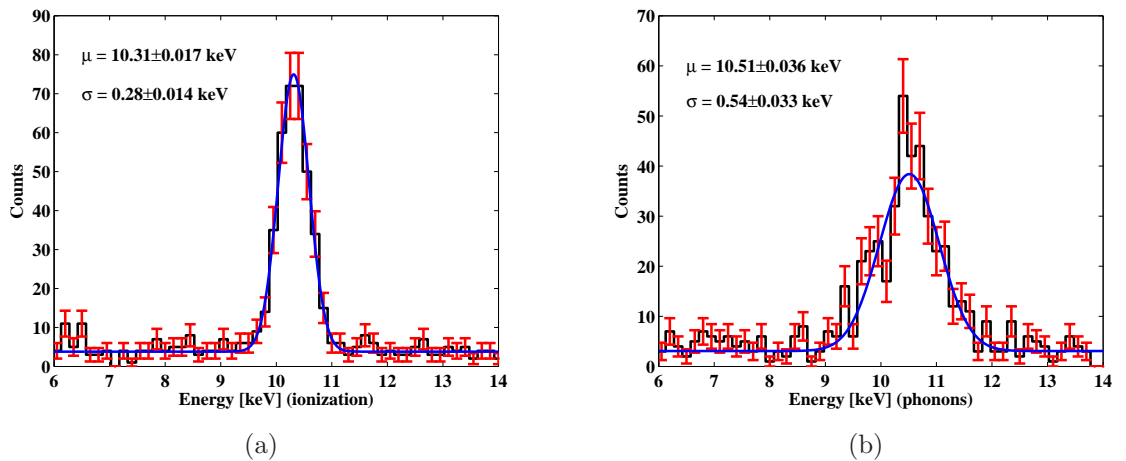 90
80
70
60
50
40
30
20
10
0
Counts
μ = 10.31±0.017 keV
σ = 0.28±0.014 keV
6 7 8 9 10 11 12 13 14
Energy [keV] (ionization)
(a)
70
60
50
40
30
20
10
0
Counts
μ = 10.51±0.036 keV
σ = 0.54±0.033 keV
6 7 8 9 10 11 12 13 14
Energy [keV] (phonons)
(b)